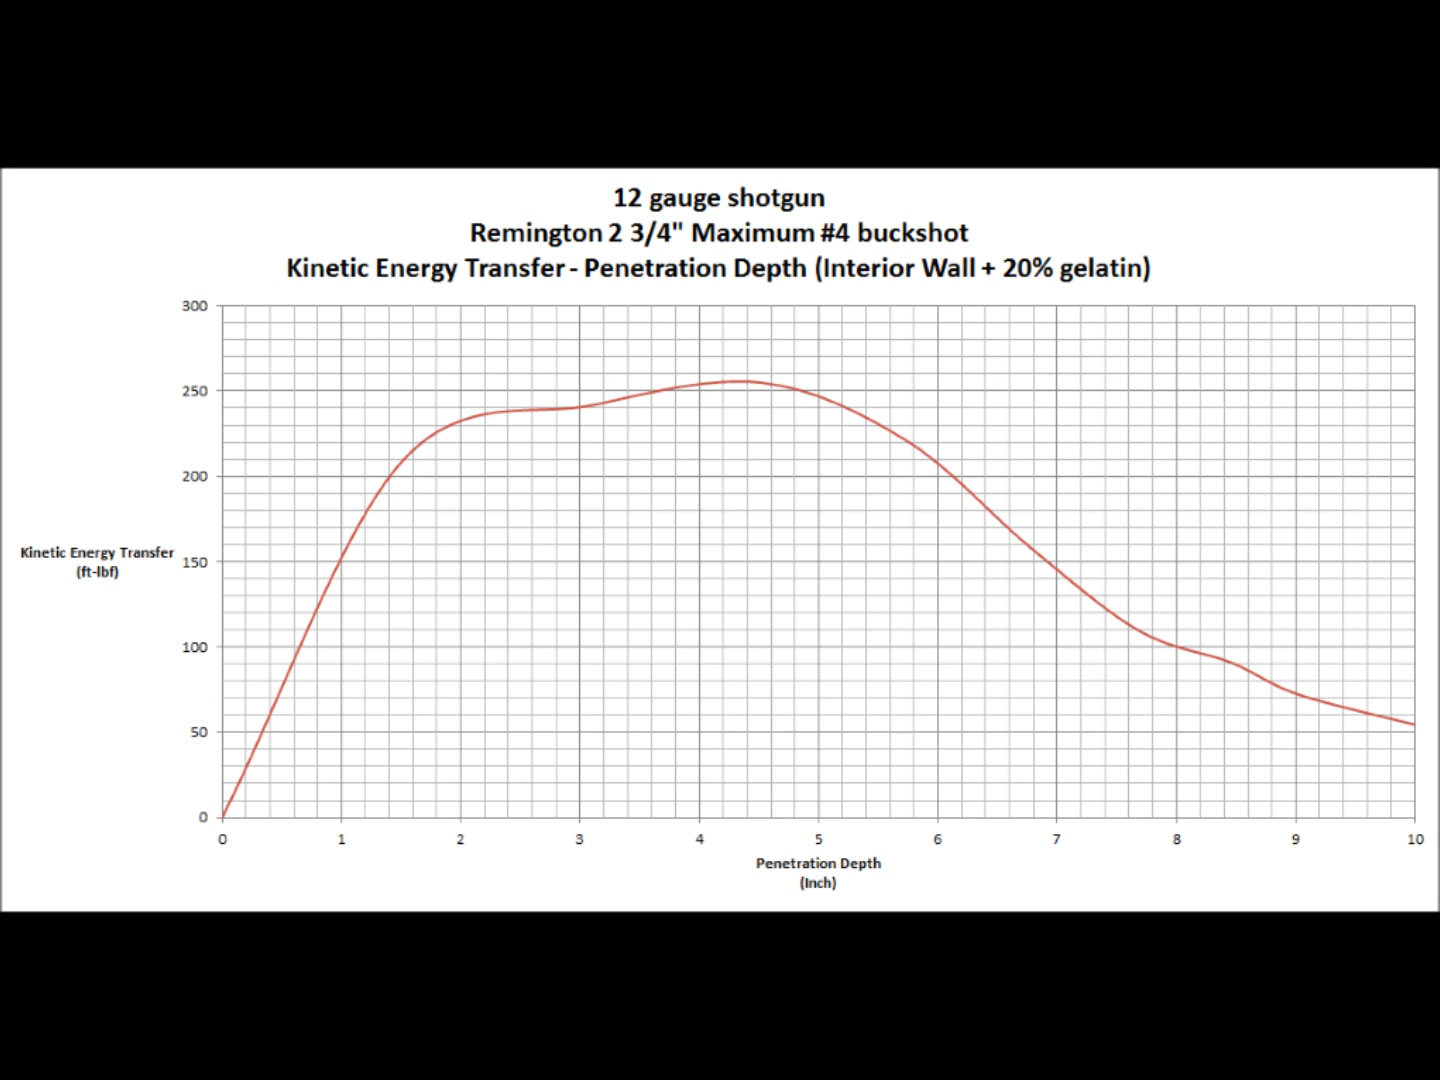 12 gauge shotgun
Remington 2 3/4" Maximum #4 buckshot
Kinetic Energy Transfer - Penetration Depth (Interior Wall + 20% gelatin)
300
250
200
150
100
50
0
Kinetic Energy Transfer
(ft-lbf)
0 1 2 3 4 5 6 7 8 9 10
Penetration Depth
(Inch)